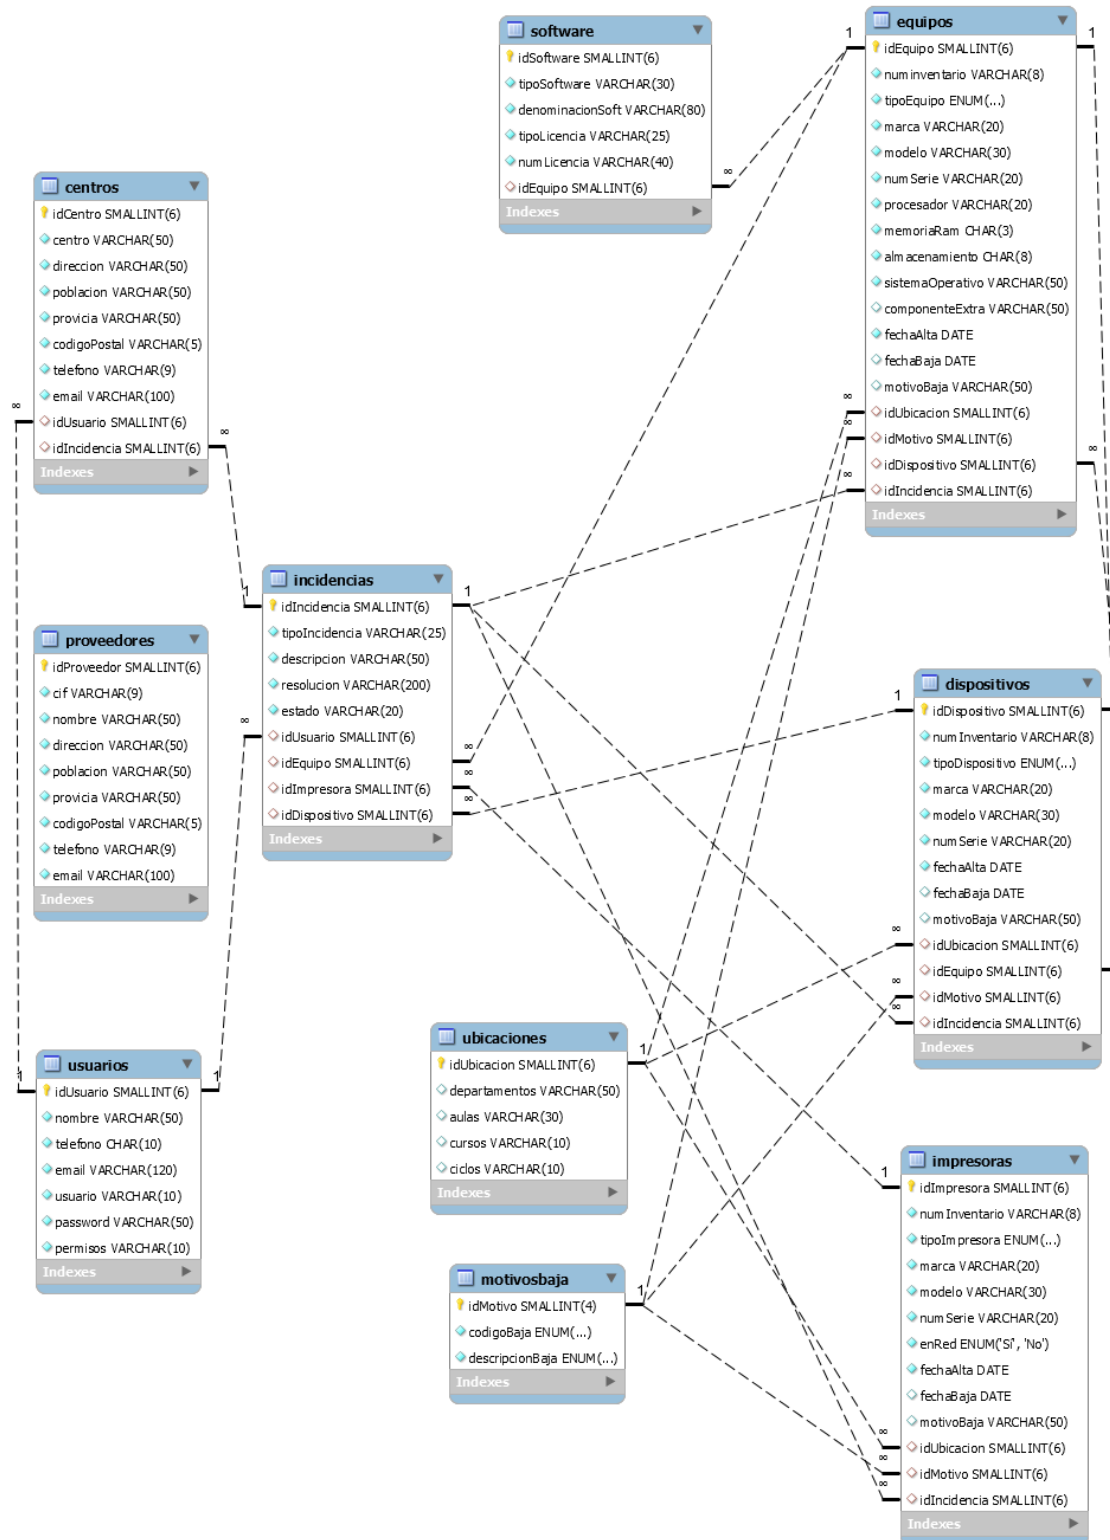 software
idSoftware SMALLINT(6)
tipoSoftware VARCHAR(30)
denominacionSoft VARCHAR(80)
tipoLicencia VARCHAR(25)
numLicencia VARCHAR(40)
idEquipo SMALLINT(6)
Indexes
∞
1
equipos
1
idEquipo SMALLINT(6)
numinventario VARCHAR(8)
tipoEquipo ENUM(...)
marca VARCHAR(20)
modelo VARCHAR(30)
numSerie VARCHAR(20)
procesador VARCHAR(20)
memoriaRam CHAR(3)
almacenamiento CHAR(8)
sistemaOperativo VARCHAR(50)
componenteExtra VARCHAR(50)
fechaAlta DATE
fechaBaja DATE
motivoBaja VARCHAR(50)
∞
idUbicacion SMALLINT(6)
∞
idMotivo SMALLINT(6)
∞
idDispositivo SMALLINT(6)
∞
idIncidencia SMALLINT(6)
Indexes
centros
idCentro SMALLINT(6)
centro VARCHAR(50)
direccion VARCHAR(50)
poblacion VARCHAR(50)
provicia VARCHAR(50)
codigoPostal VARCHAR(5)
telefono VARCHAR(9)
email VARCHAR(100)
∞
idUsuario SMALLINT(6)
idIncidencia SMALLINT(6)
∞
Indexes
incidencias
1
idIncidencia SMALLINT(6)
1
tipoIncidencia VARCHAR(25)
descripcion VARCHAR(50)
resolucion VARCHAR(200)
estado VARCHAR(20)
∞
idUsuario SMALLINT(6)
idEquipo SMALLINT(6)
∞
idImpresora SMALLINT(6)
∞
idDispositivo SMALLINT(6)
∞
Indexes
proveedores
idProveedor SMALLINT(6)
cif VARCHAR(9)
nombre VARCHAR(50)
direccion VARCHAR(50)
poblacion VARCHAR(50)
provicia VARCHAR(50)
codigoPostal VARCHAR(5)
telefono VARCHAR(9)
email VARCHAR(100)
Indexes
dispositivos
1
idDispositivo SMALLINT(6)
numInventario VARCHAR(8)
tipoDispositivo ENUM(...)
marca VARCHAR(20)
modelo VARCHAR(30)
numSerie VARCHAR(20)
fechaAlta DATE
fechaBaja DATE
motivoBaja VARCHAR(50)
∞
idUbicacion SMALLINT(6)
idEquipo SMALLINT(6)
∞
idMotivo SMALLINT(6)
∞
idIncidencia SMALLINT(6)
Indexes
usuarios
1
idUsuario SMALLINT(6)
1
nombre VARCHAR(50)
telefono CHAR(10)
email VARCHAR(120)
usuario VARCHAR(10)
password VARCHAR(50)
permisos VARCHAR(10)
Indexes
ubicaciones
idUbicacion SMALLINT(6)
1
departamentos VARCHAR(50)
aulas VARCHAR(30)
cursos VARCHAR(10)
ciclos VARCHAR(10)
Indexes
motivosbaja
idMotivo SMALLINT(4)
1
codigoBaja ENUM(...)
descripcionBaja ENUM(...)
Indexes
impresoras
1
idImpresora SMALLINT(6)
numInventario VARCHAR(8)
tipoImpresora ENUM(...)
marca VARCHAR(20)
modelo VARCHAR(30)
numSerie VARCHAR(20)
enRed ENUM('Sí', 'No')
fechaAlta DATE
fechaBaja DATE
motivoBaja VARCHAR(50)
∞
idUbicacion SMALLINT(6)
∞
idMotivo SMALLINT(6)
∞
idIncidencia SMALLINT(6)
Indexes